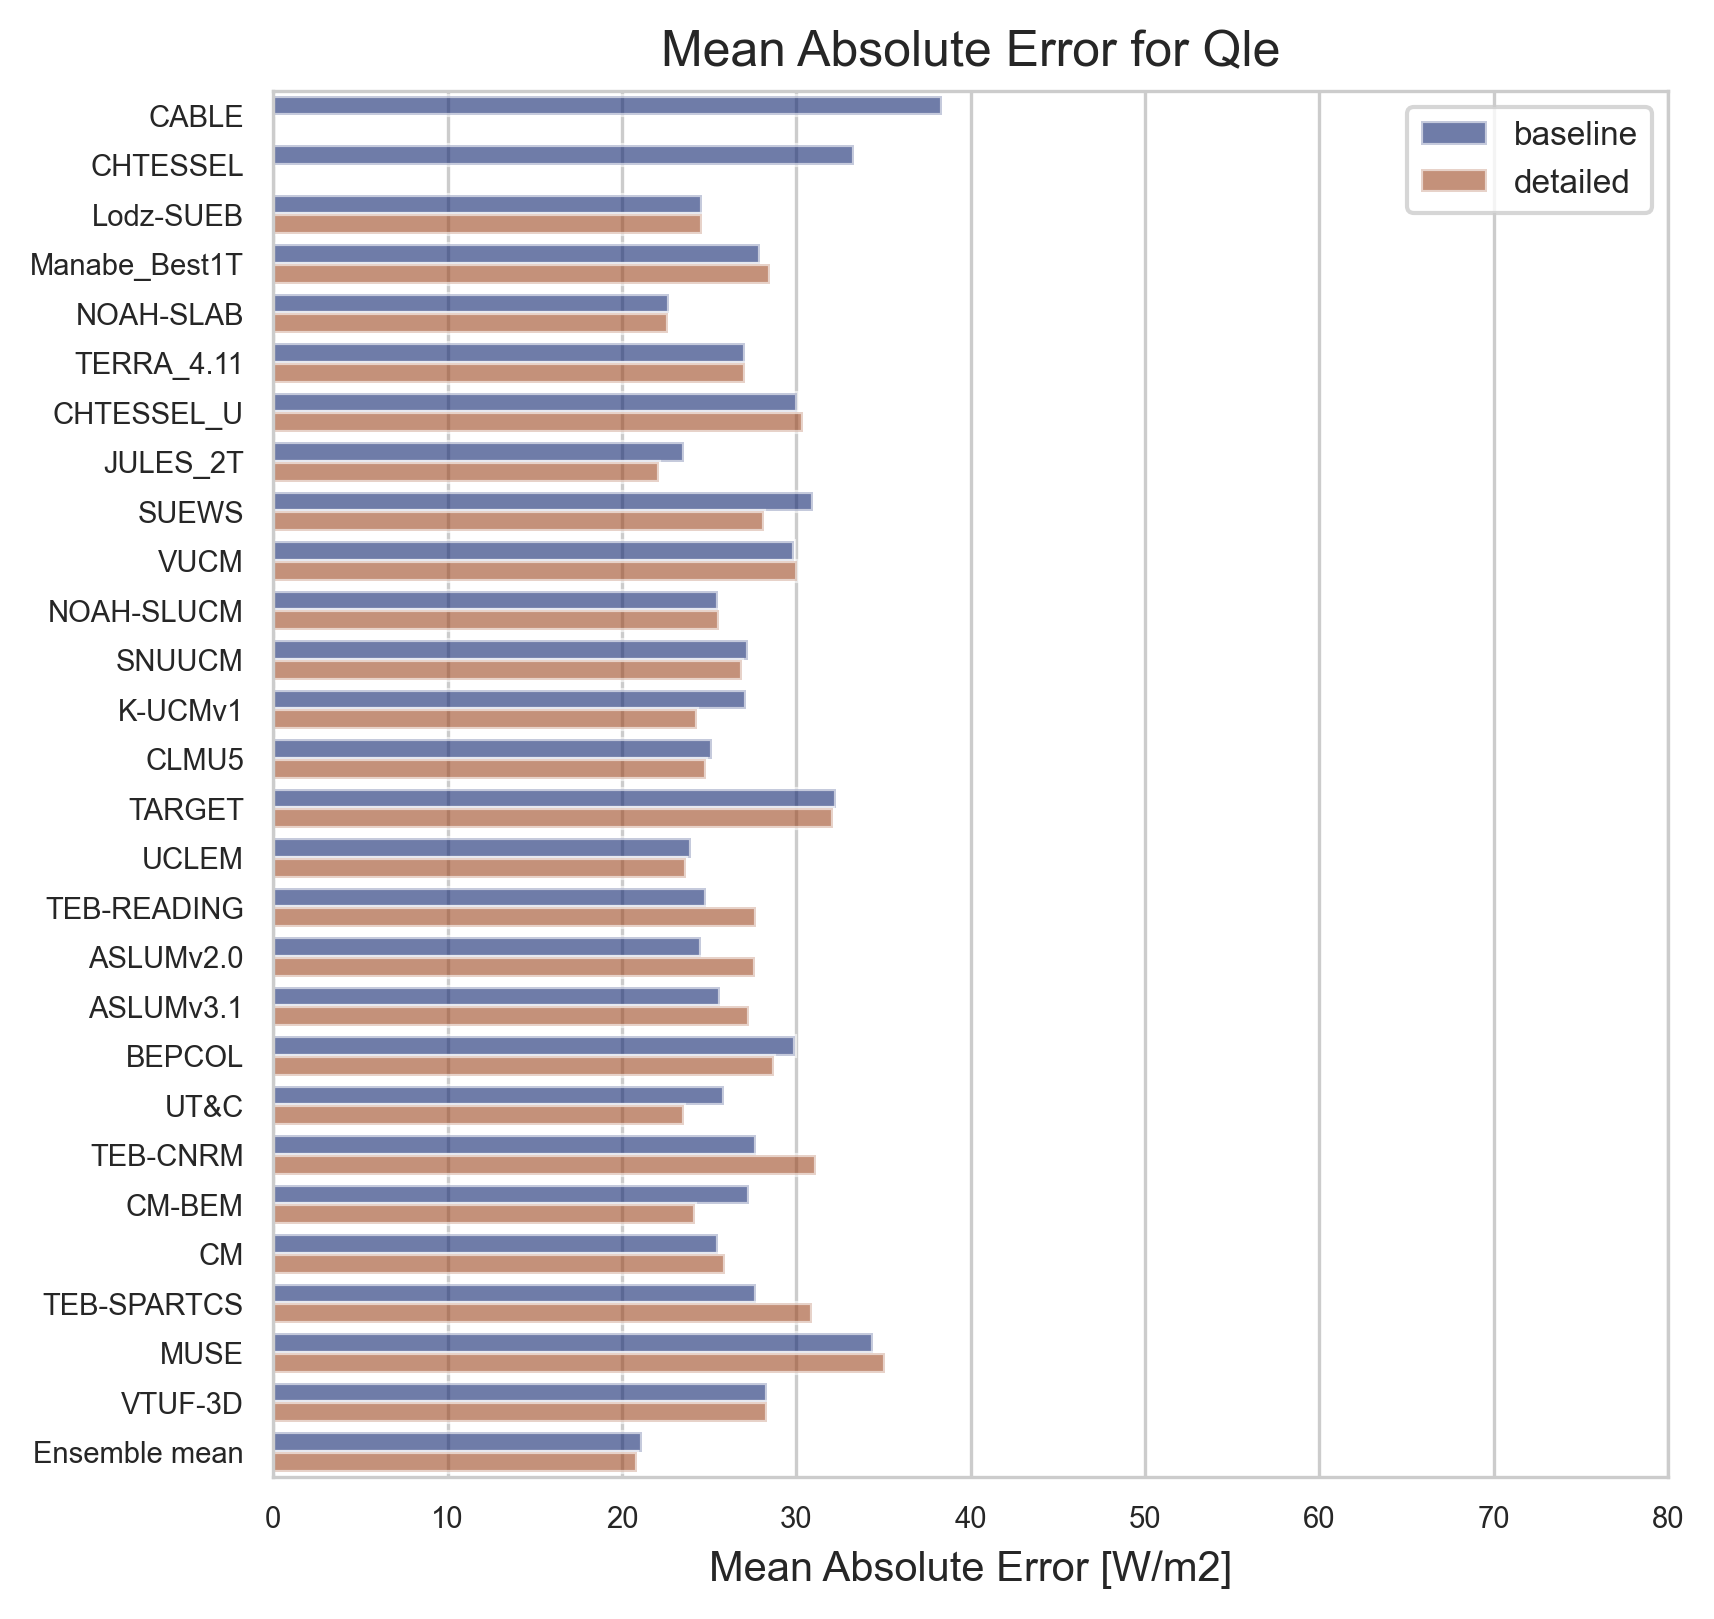 Mean Absolute Error for Qle
baseline
detailed
CABLE
CHTESSEL
Lodz-SUEB
Manabe_Best1T
NOAH-SLAB
TERRA_4.11
CHTESSEL_U
JULES_2T
SUEWS
VUCM
NOAH-SLUCM
SNUUCM
K-UCMv1
CLMU5
TARGET
UCLEM
TEB-READING
ASLUMv2.0
ASLUMv3.1
BEPCOL
UT&C
TEB-CNRM
CM-BEM
CM
TEB-SPARTCS
MUSE
VTUF-3D
Ensemble mean
0 10 20 30 40 50 60 70 80
Mean Absolute Error [W/m2]